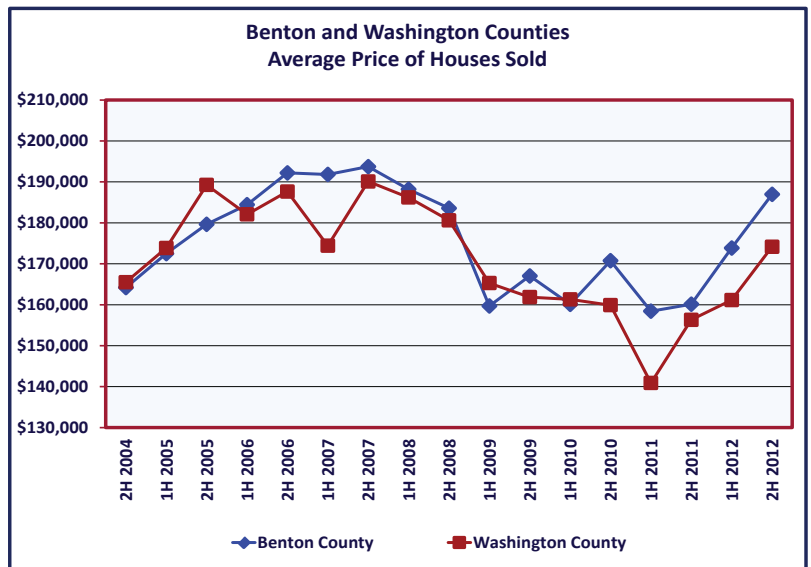 Benton and Washington Counties
Average Price of Houses Sold
$210,000
$200,000
$190,000
$180,000
$170,000
$160,000
$150,000
$140,000
$130,000
2H 2004
1H 2005
2H 2005
1H 2006
2H 2006
1H 2007
2H 2007
1H 2008
2H 2008
1H 2009
2H 2009
1H 2010
2H 2010
1H 2011
2H 2011
1H 2012
2H 2012
Benton County
Washington County